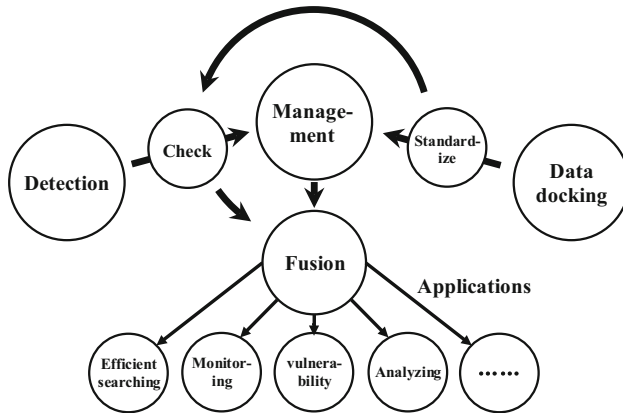 Manage-
ment
Check
Standard-
ize
Detection
Data
docking
Fusion
Applications
Efficient
searching
Monitor-
ing
vulnera-
bility
Analyzing
……